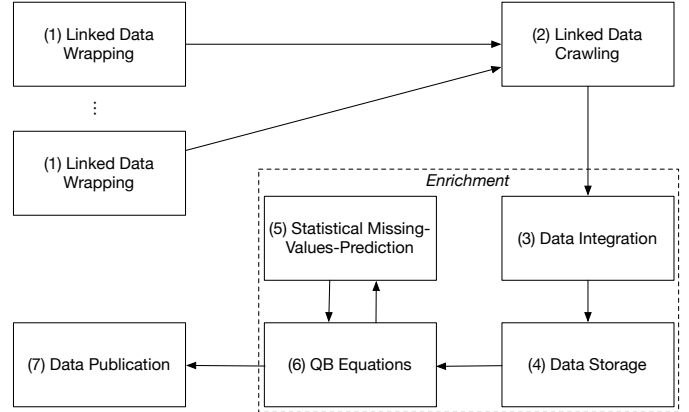 (1) Linked Data
Wrapping
(2) Linked Data
Crawling
...
(1) Linked Data
Wrapping
Enrichment
(5) Statistical Missing-
Values-Prediction
(3) Data Integration
(7) Data Publication
(6) QB Equations
(4) Data Storage